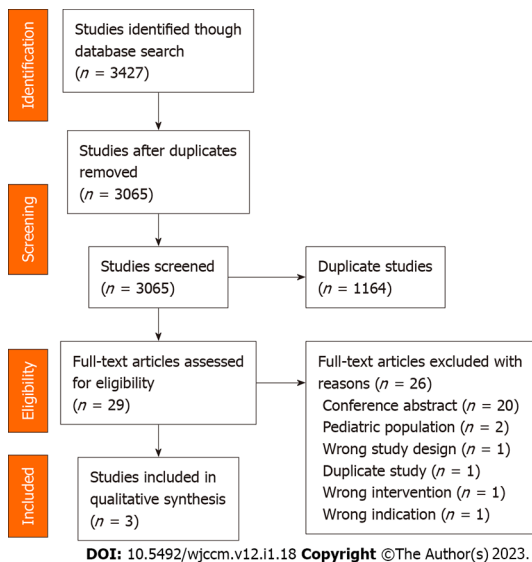 Identification
Studies identified though
database search
(n = 3427)
Studies after duplicates
removed
(n = 3065)
Screening
Studies screened
(n = 3065)
Duplicate studies
(n = 1164)
Eligibility
Full-text articles assessed
for eligibility
(n = 29)
Full-text articles excluded with
reasons (n = 26)
Conference abstract (n = 20)
Pediatric population (n = 2)
Wrong study design (n = 1)
Duplicate study (n = 1)
Wrong intervention (n = 1)
Wrong indication (n = 1)
Included
Studies included in
qualitative synthesis
(n = 3)
DOI: 10.5492/wjccm.v12.i1.18 Copyright ©The Author(s) 2023.